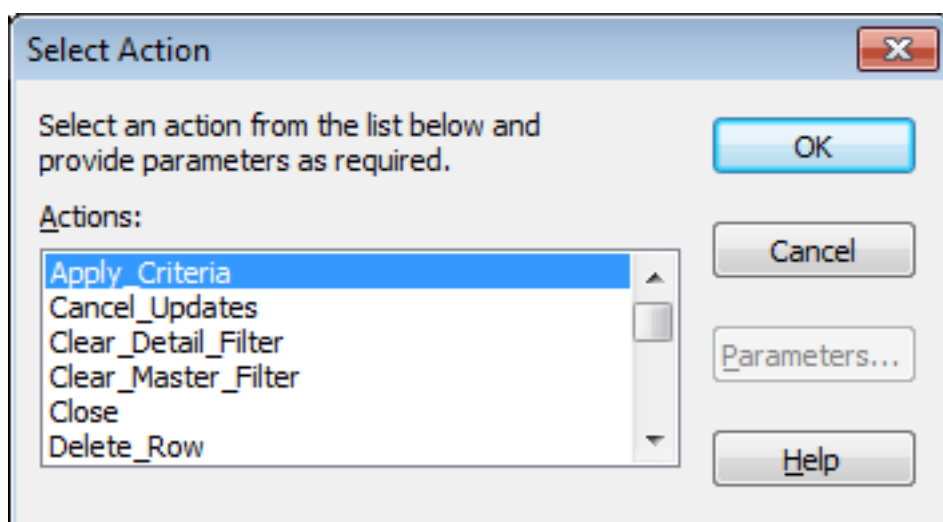 Select Action
Select an action from the list below and
provide parameters as required.
OK
Actions:
Cancel
Apply_Criteria
Cancel_Updates
Clear_Detail_Filter
Clear_Master_Filter
Parameters...
Close
Delete_Row
Help